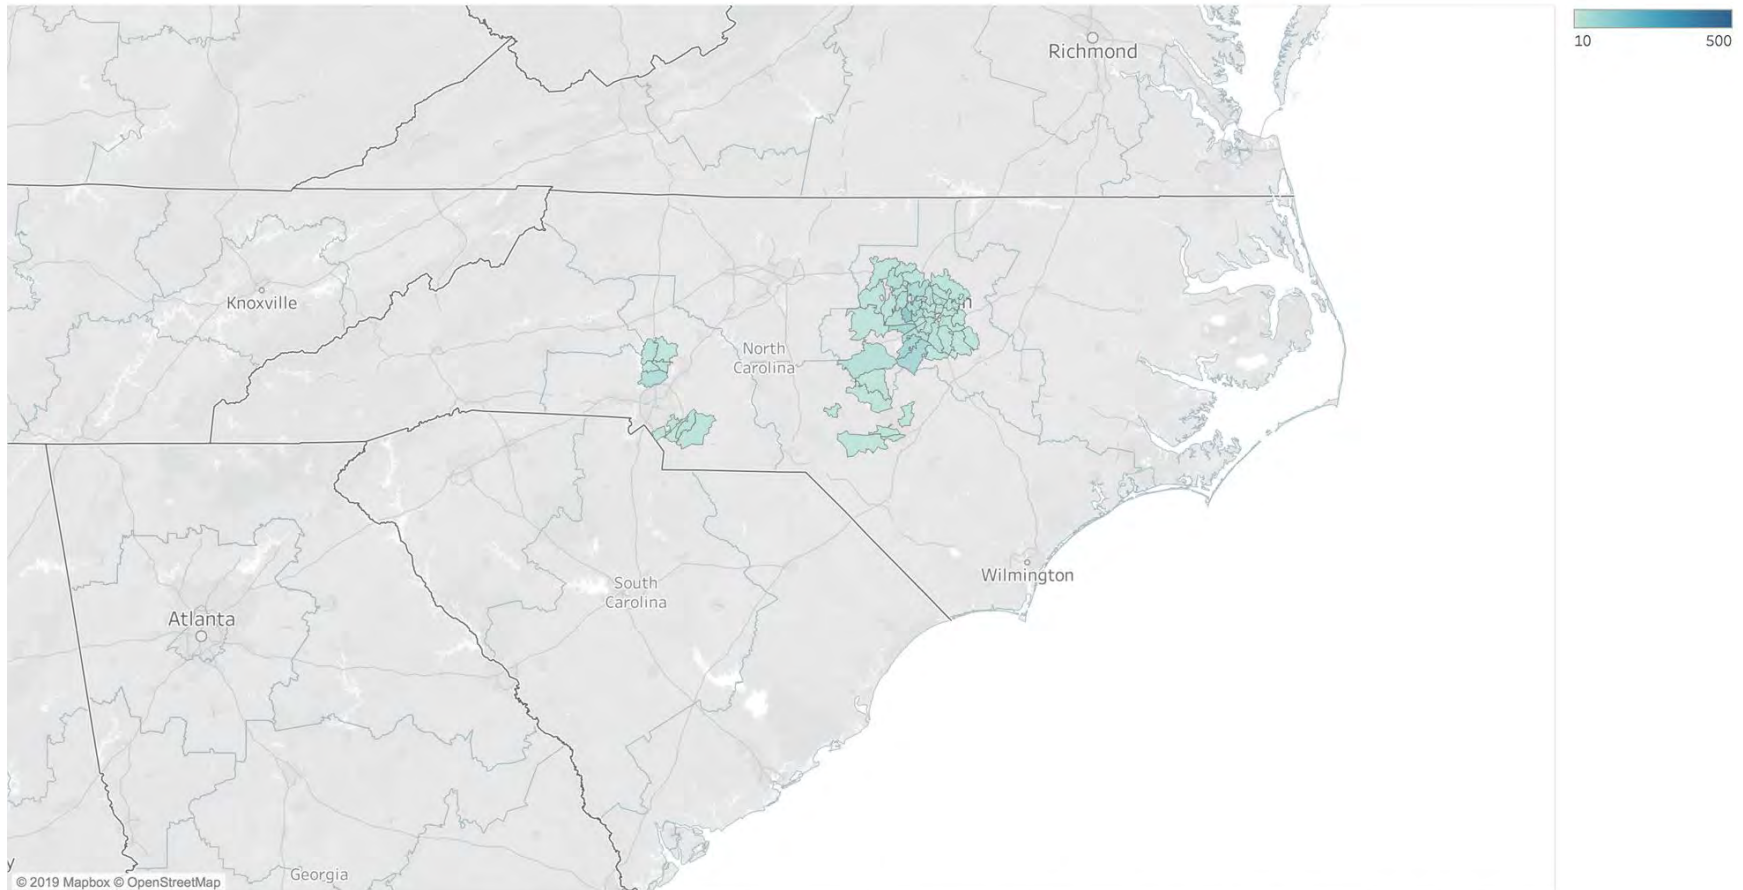 10 500
Richmond
Knoxville
North
Carolina
South
Carolina
Wilmington
Atlanta
Georgia
© 2019 Mapbox © OpenStreetMap